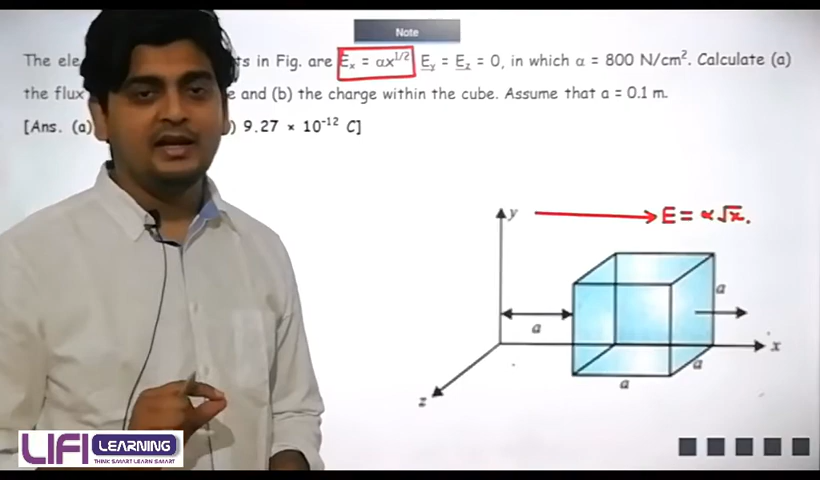 Note
The ele ts in Fig. are Eₓ = αx^1/2 E_y = E_z = 0, in which α = 800 N/cm². Calculate (a)
the flux e and (b) the charge within the cube. Assume that a = 0.1 m.
[Ans. (a) ) 9.27 × 10⁻¹² C]
y
E = α√x.
a
a
x
a
a
z
LIFI LEARNING
THINK SMART LEARN SMART